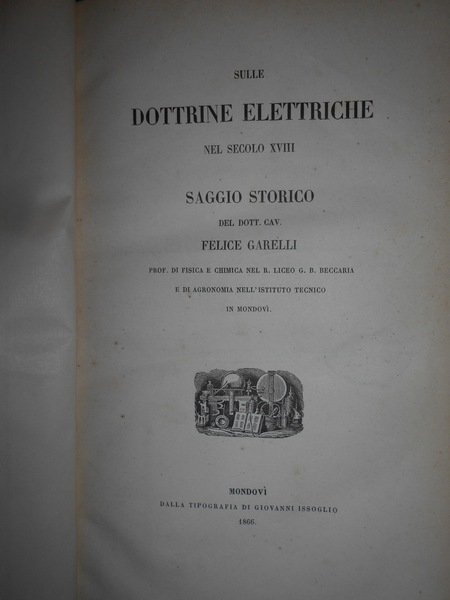 SULLE
DOTTRINE ELETTRICHE
NEL SECOLO XVIII
SAGGIO STORICO
DEL DOTT. CAV.
FELICE GARELLI
PROF. DI FISICA E CHIMICA NEL R. LICEO G. B. BECCARIA
E DI AGRONOMIA NELL'ISTITUTO TECNICO
IN MONDOVÌ.
MONDOVÌ
DALLA TIPOGRAFIA DI GIOVANNI ISSOGLIO
1866.